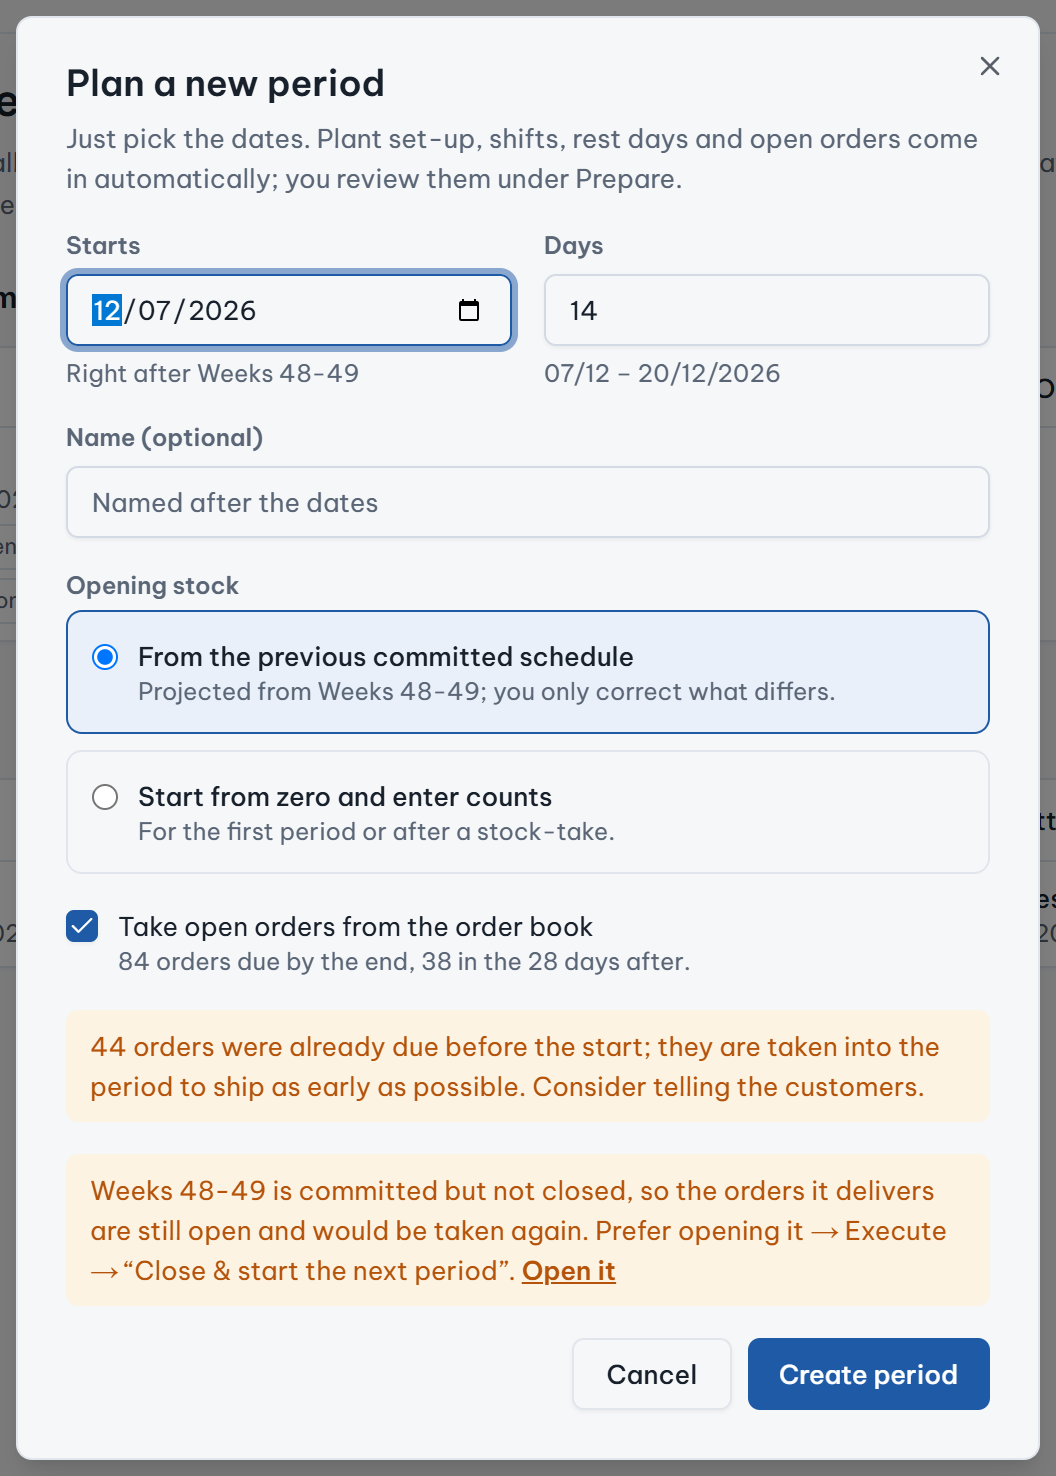 Plan a new period
Just pick the dates. Plant set-up, shifts, rest days and open orders come
in automatically; you review them under Prepare.
Starts
Days
12/07/2026
14
Right after Weeks 48-49
07/12 – 20/12/2026
Name (optional)
Named after the dates
Opening stock
From the previous committed schedule
Projected from Weeks 48-49; you only correct what differs.
Start from zero and enter counts
For the first period or after a stock-take.
Take open orders from the order book
84 orders due by the end, 38 in the 28 days after.
44 orders were already due before the start; they are taken into the
period to ship as early as possible. Consider telling the customers.
Weeks 48-49 is committed but not closed, so the orders it delivers
are still open and would be taken again. Prefer opening it → Execute
→ “Close & start the next period”. Open it
Cancel
Create period